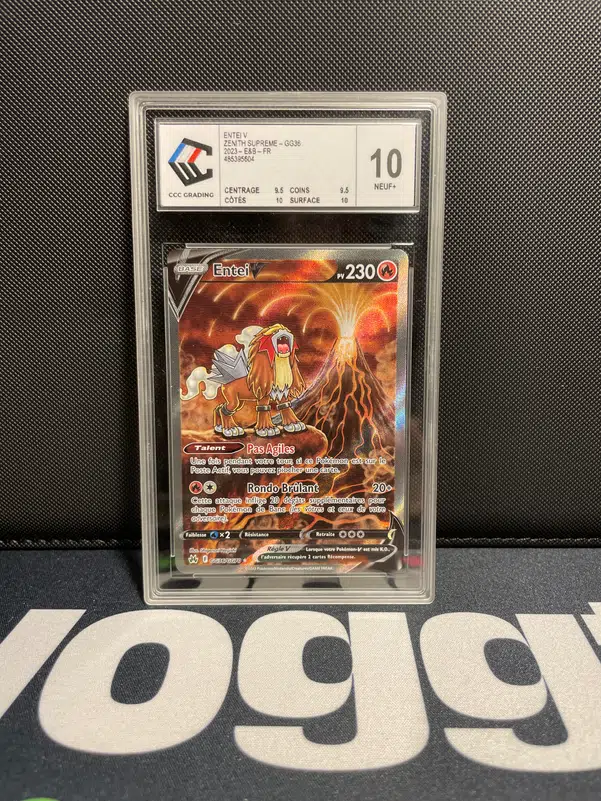 ENTEI V
ZENITH SUPREME - GG36
2023 - E&B - FR
485395804
CCC GRADING
CENTRAGE 9.5 COINS 9.5
CÔTÉS 10 SURFACE 10
10
NEUF+
BASE
Entei V
PV 230
Talent Pas Agiles
Une fois pendant votre tour, si ce Pokémon est sur le
Poste Actif, vous pouvez piocher une carte.
Rondo Brûlant 20+
Cette attaque inflige 20 dégâts supplémentaires pour
chaque Pokémon de Banc (les vôtres et ceux de votre
adversaire).
Faiblesse ×2 Résistance Retraite
Règle V Lorsque votre Pokémon-V est mis K.O.,
l'adversaire récupère 2 cartes Récompense.